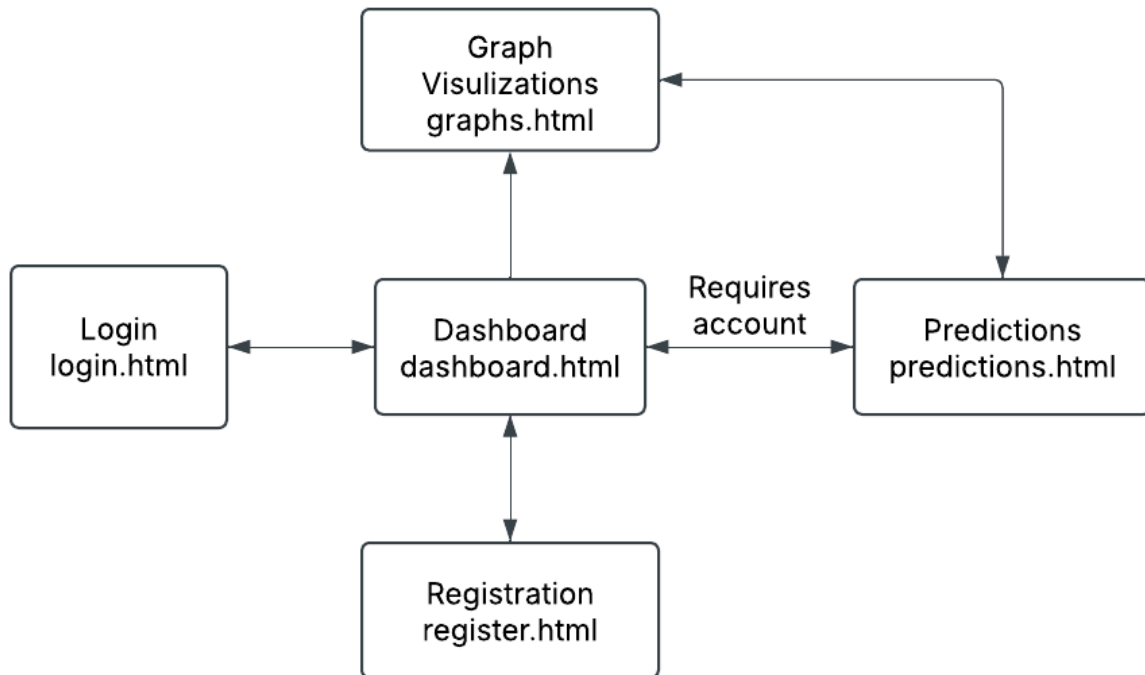 Graph
Visulizations
graphs.html
Login
login.html
Dashboard
dashboard.html
Requires
account
Predictions
predictions.html
Registration
register.html